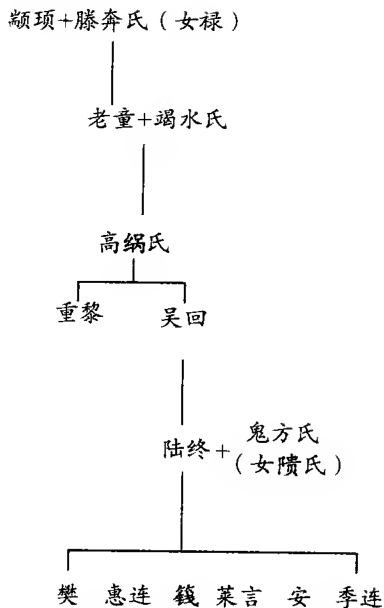 颛顼+滕奔氏(女禄)
老童+竭水氏
高緺氏
重黎 吴回
陆终+ 鬼方氏
(女隤氏)
樊 惠连 籛 莱言 安 季连